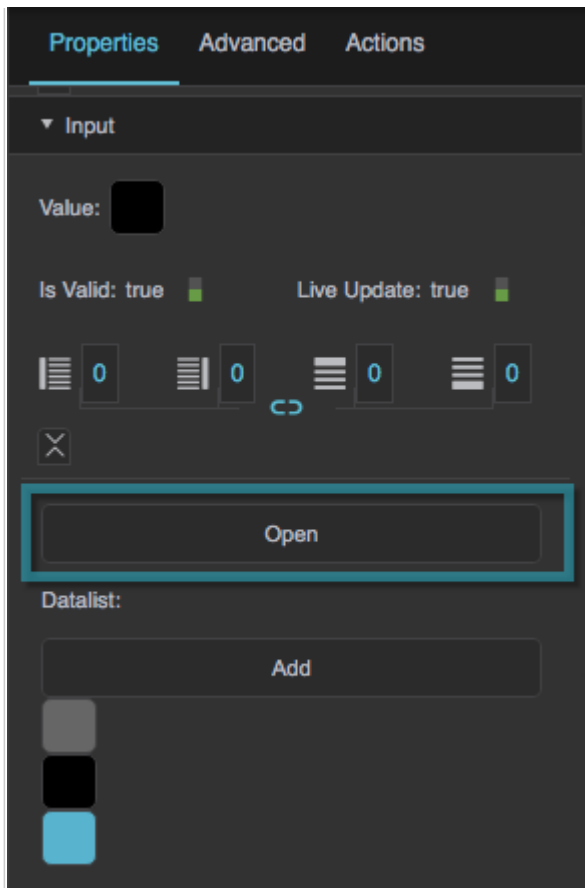 Properties Advanced Actions
Input
Value:
Is Valid: true Live Update: true
0 0 0 0
Open
Datalist:
Add